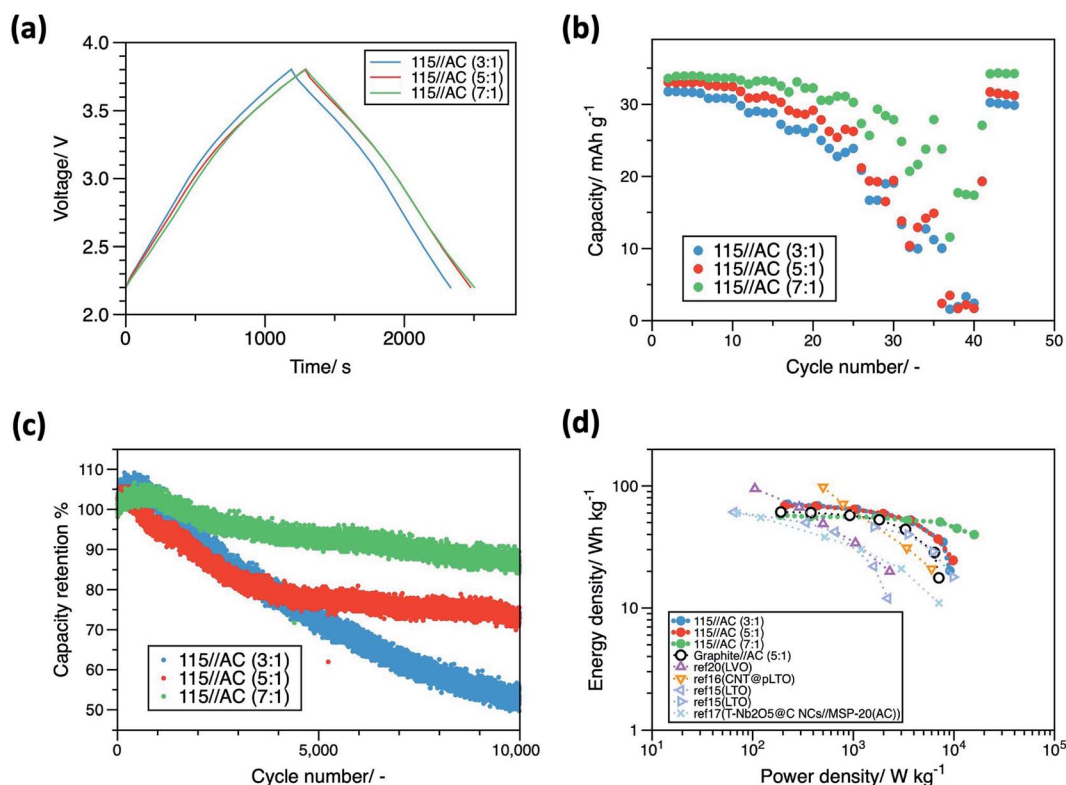 (a)
4.0
3.5
3.0
2.5
2.0
Voltage/ V
0
1000
2000
Time/ s
115//AC (3:1)
115//AC (5:1)
115//AC (7:1)
(b)
30
20
10
0
Capacity/ mAh g-1
0
10
20
30
40
50
Cycle number/ -
115//AC (3:1)
115//AC (5:1)
115//AC (7:1)
(c)
110
100
90
80
70
60
50
Capacity retention %
0
5,000
10,000
Cycle number/ -
115//AC (3:1)
115//AC (5:1)
115//AC (7:1)
(d)
100
10
1
Energy density/ Wh kg-1
10¹
10²
10³
10⁴
10⁵
Power density/ W kg-1
115//AC (3:1)
115//AC (5:1)
115//AC (7:1)
Graphite//AC (5:1)
ref20(LVO)
ref16(CNT@pLTO)
ref15(LTO)
ref15(LTO)
ref17(T-Nb2O5@C NCs//MSP-20(AC))